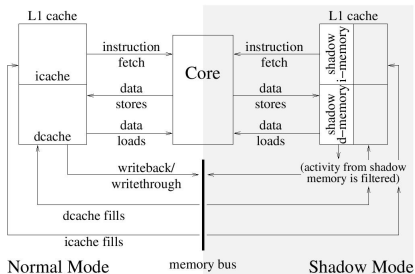 L1 cache
L1 cache
instruction
fetch
Core
instruction
fetch
shadow
i-memory
icache
data
stores
data
stores
shadow
d-memory
dcache
data
loads
data
loads
writeback/
writethrough
(activity from shadow
memory is filtered)
dcache fills
icache fills
Normal Mode
memory bus
Shadow Mode